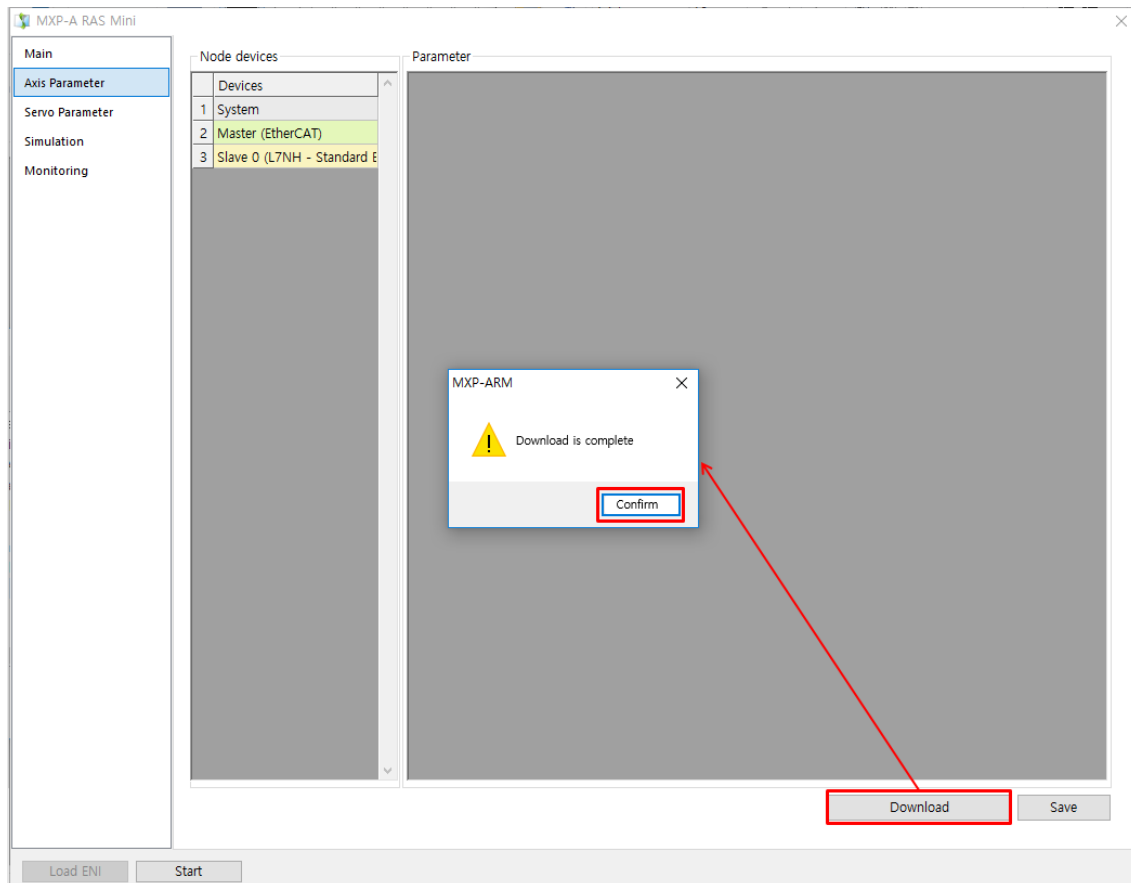 MXP-A RAS Mini
Main
Axis Parameter
Servo Parameter
Simulation
Monitoring
Node devices
Devices
1 System
2 Master (EtherCAT)
3 Slave 0 (L7NH - Standard E
Parameter
MXP-ARM
Download is complete
Confirm
Download Save
Load ENI Start